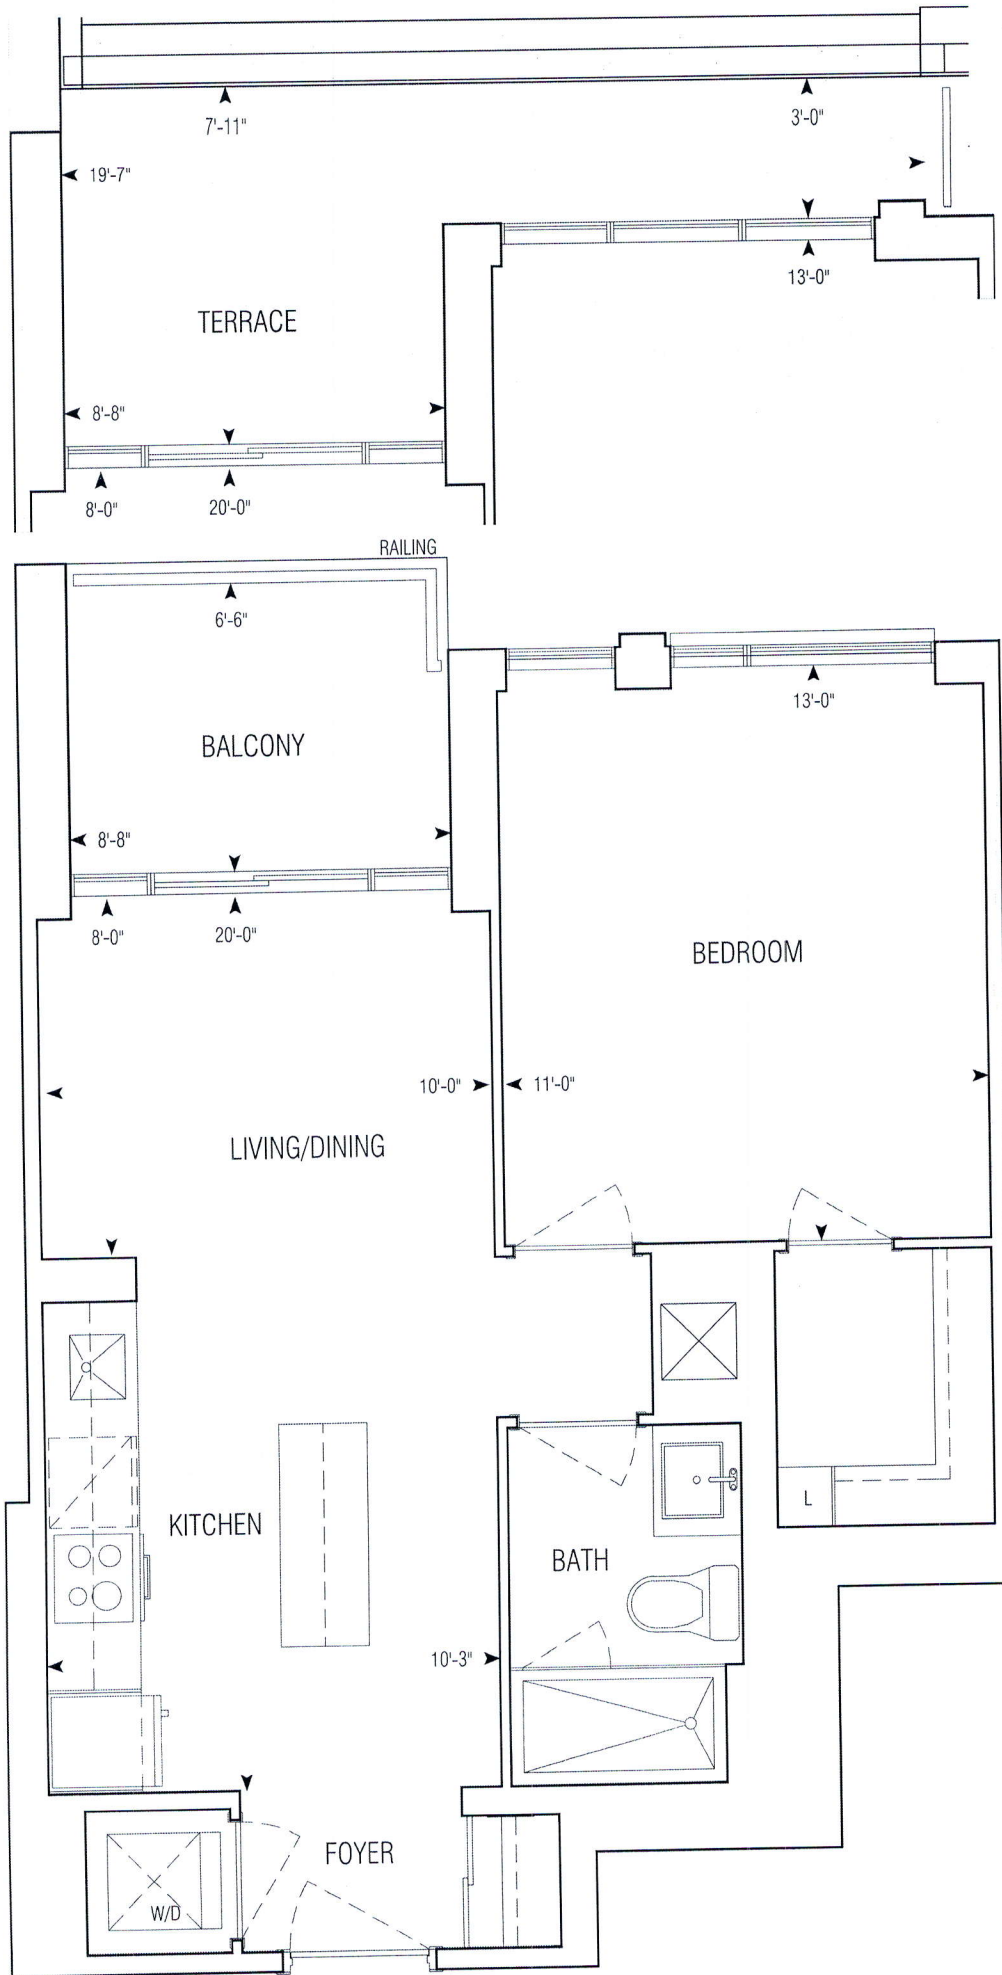 7'-11"
3'-0"
19'-7"
13'-0"
TERRACE
8'-8"
8'-0"
20'-0"
RAILING
6'-6"
13'-0"
BALCONY
8'-8"
8'-0"
20'-0"
BEDROOM
10'-0"
11'-0"
LIVING/DINING
L
KITCHEN
BATH
10'-3"
FOYER
W/D